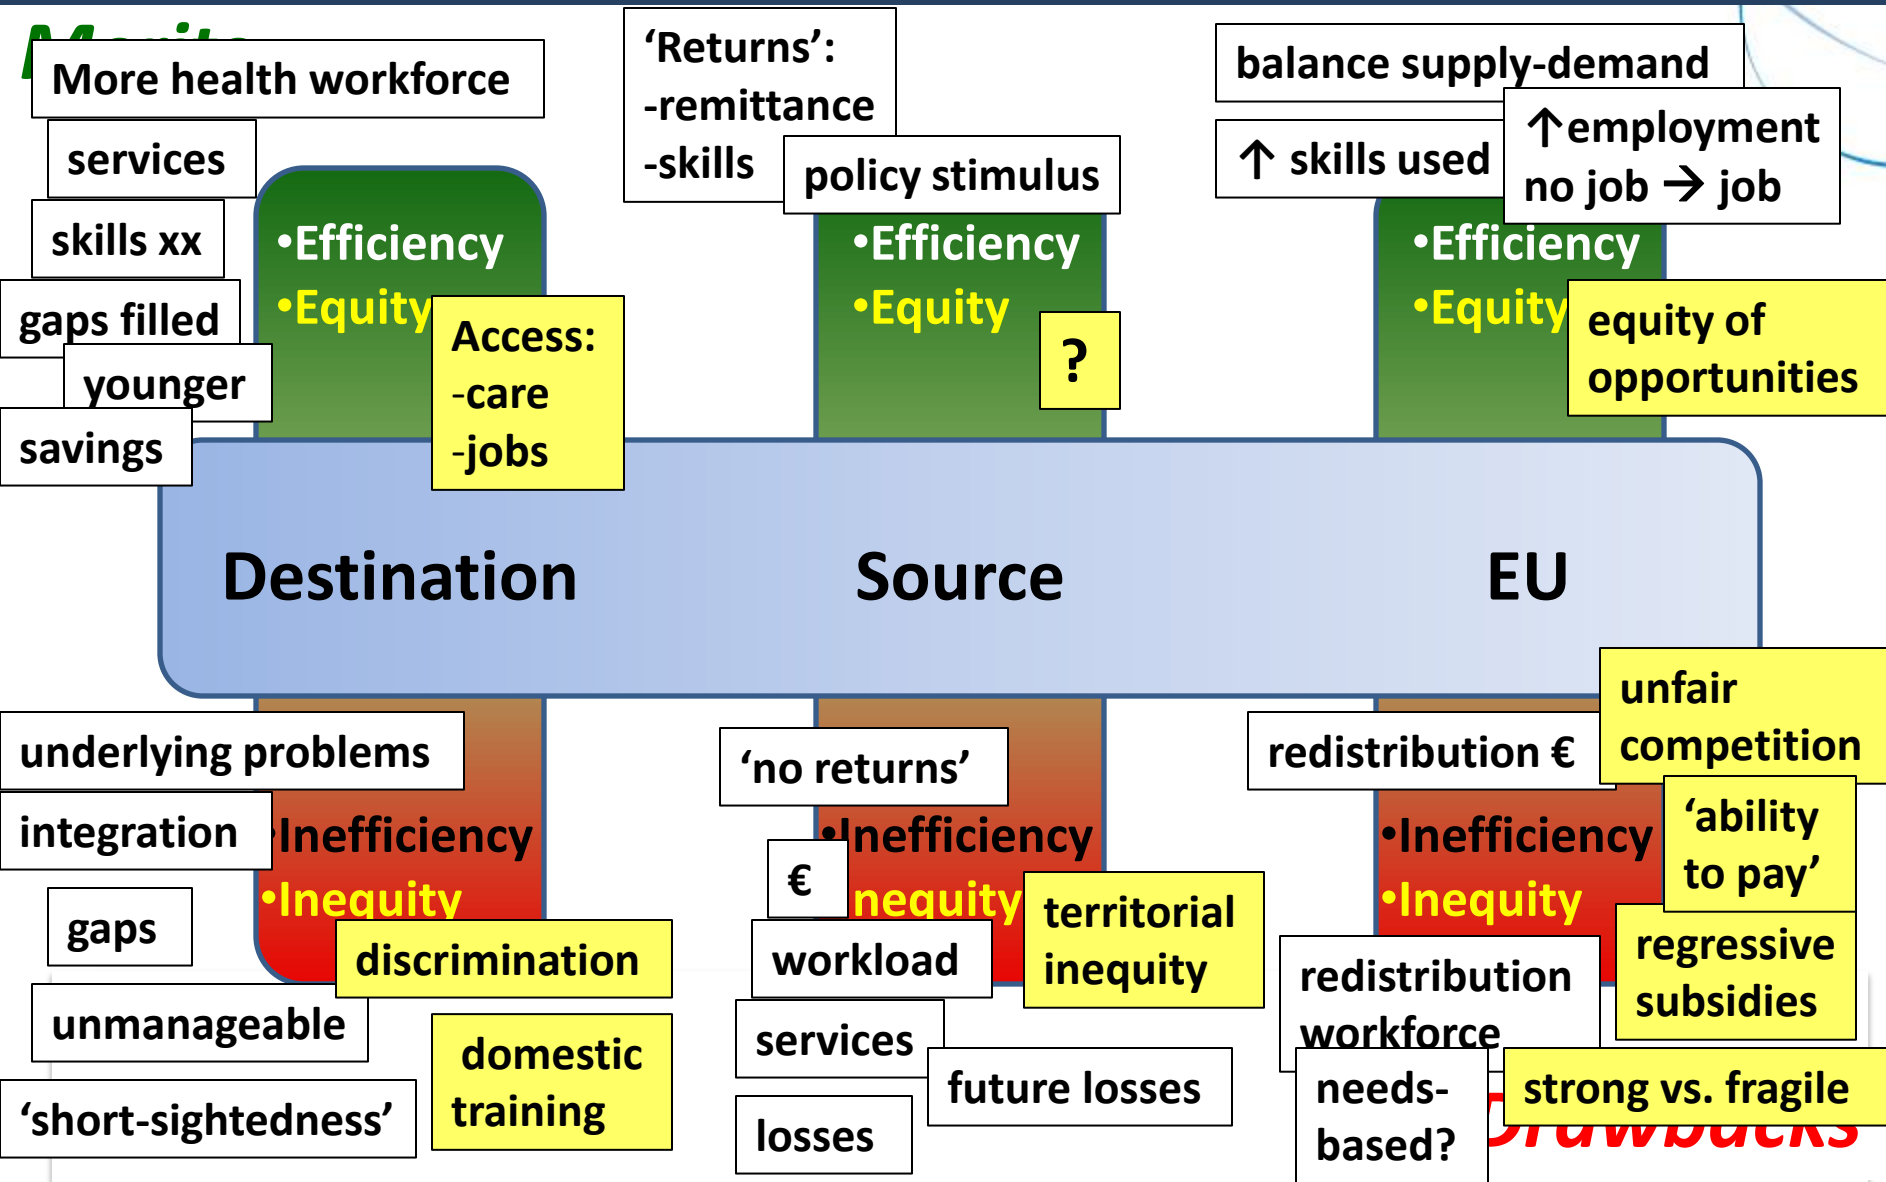 Merits
More health workforce
services
skills xx
gaps filled
younger
savings
•Efficiency
•Equity
Access:
-care
-jobs
‘Returns’:
-remittance
-skills
policy stimulus
•Efficiency
•Equity
?
balance supply-demand
↑ skills used
↑employment
no job → job
•Efficiency
•Equity
equity of
opportunities
Destination
Source
EU
underlying problems
integration
gaps
unmanageable
‘short-sightedness’
•Inefficiency
•Inequity
discrimination
domestic
training
‘no returns’
€
workload
services
losses
future losses
•Inefficiency
nequity
territorial
inequity
redistribution €
•Inefficiency
•Inequity
redistribution
workforce
needs-
based?
unfair
competition
‘ability
to pay’
regressive
subsidies
strong vs. fragile
Drawbacks